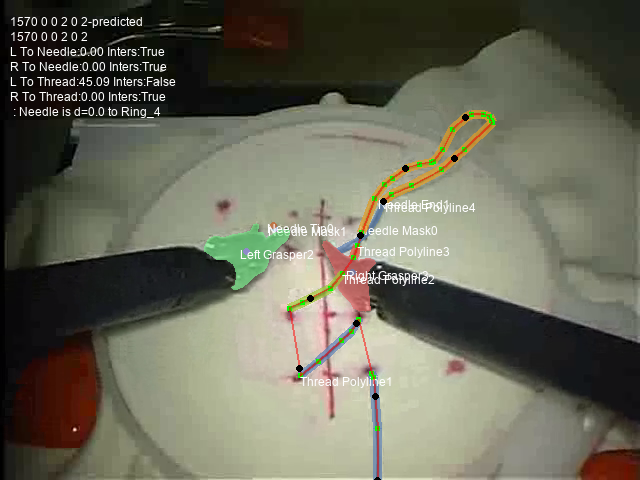 1570 0 0 2 0 2-predicted
1570 0 0 2 0 2
L To Needle:0.00 Inters:True
R To Needle:0.00 Inters:True
L To Thread:45.09 Inters:False
R To Thread:0.00 Inters:True
: Needle is d=0.0 to Ring_4
Needle End1
Thread Polyline4
Needle Tip0
Needle Mask1
Needle Mask0
Left Grasper2
Thread Polyline3
Right Grasper3
Thread Polyline2
Thread Polyline1